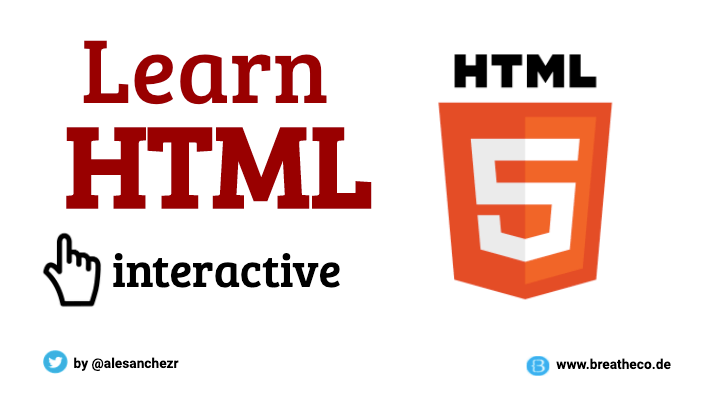 Learn
HTML
interactive
HTML
5
by @alesanchezr
www.breatheco.de